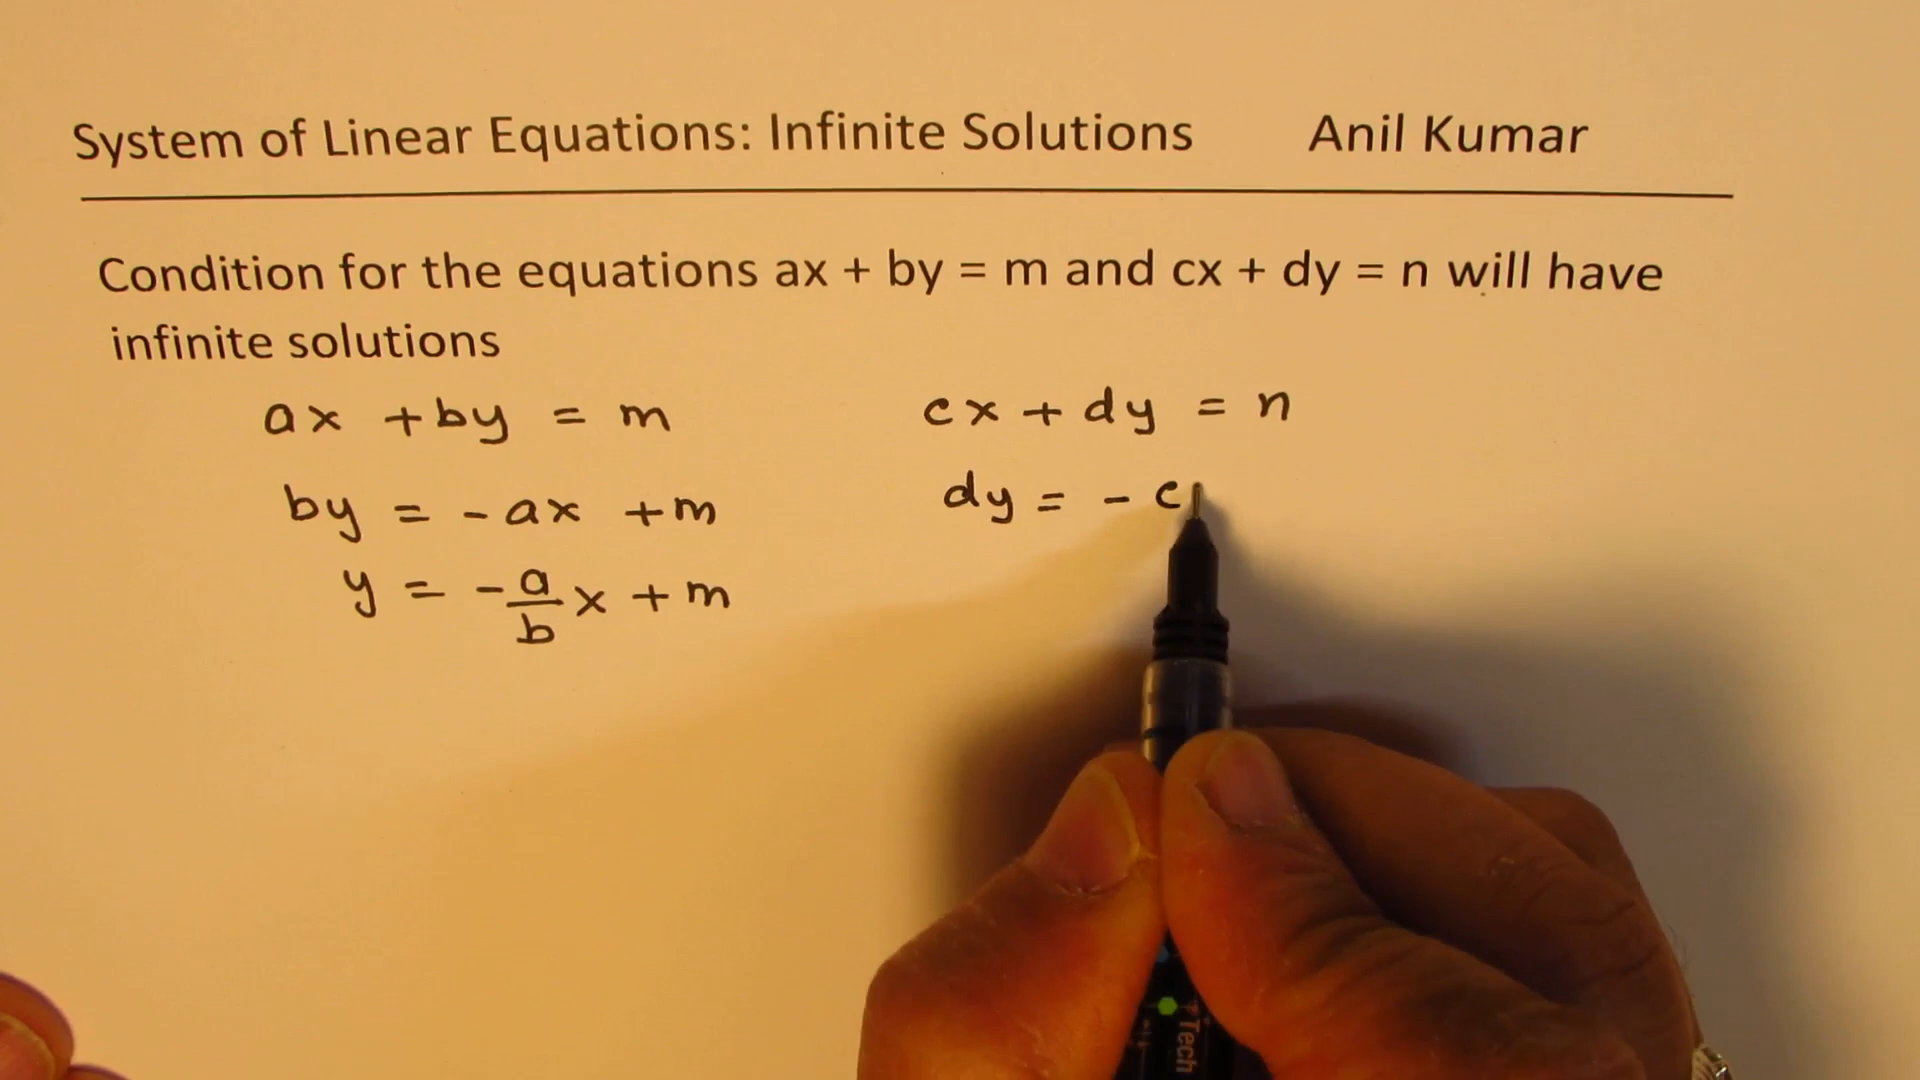 System of Linear Equations: Infinite Solutions Anil Kumar
Condition for the equations ax + by = m and cx + dy = n will have
infinite solutions
ax + by = m
by = -ax + m
y = -a/b x + m
cx + dy = n
dy = - c
Tech